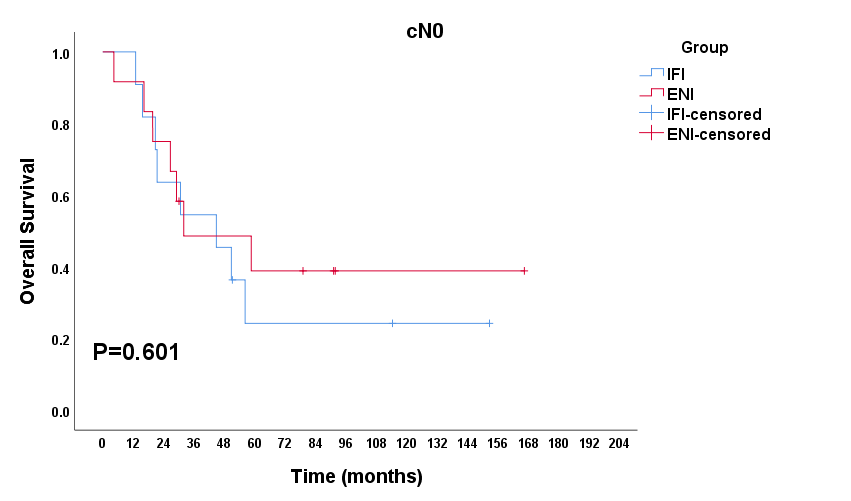 cN0
Group
IFI
ENI
IFI-censored
ENI-censored
Overall Survival
1.0
0.8
0.6
0.4
0.2
0.0
P=0.601
0 12 24 36 48 60 72 84 96 108 120 132 144 156 168 180 192 204
Time (months)